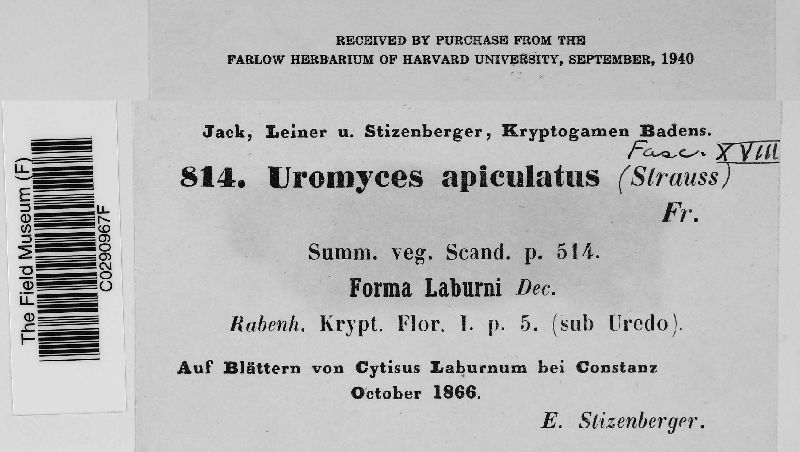 RECEIVED BY PURCHASE FROM THE
FARLOW HERBARIUM OF HARVARD UNIVERSITY, SEPTEMBER, 1940
The Field Museum (F)
C0290967F
Jack, Leiner u. Stizenberger, Kryptogamen Badens.
Fasc. XVIII
814. Uromyces apiculatus (Strauss)
Fr.
Summ. veg. Scand. p. 514.
Forma Laburni Dec.
Rabenh. Krypt. Flor. I. p. 5. (sub Uredo).
Auf Blättern von Cytisus Laburnum bei Constanz
October 1866.
E. Stizenberger.